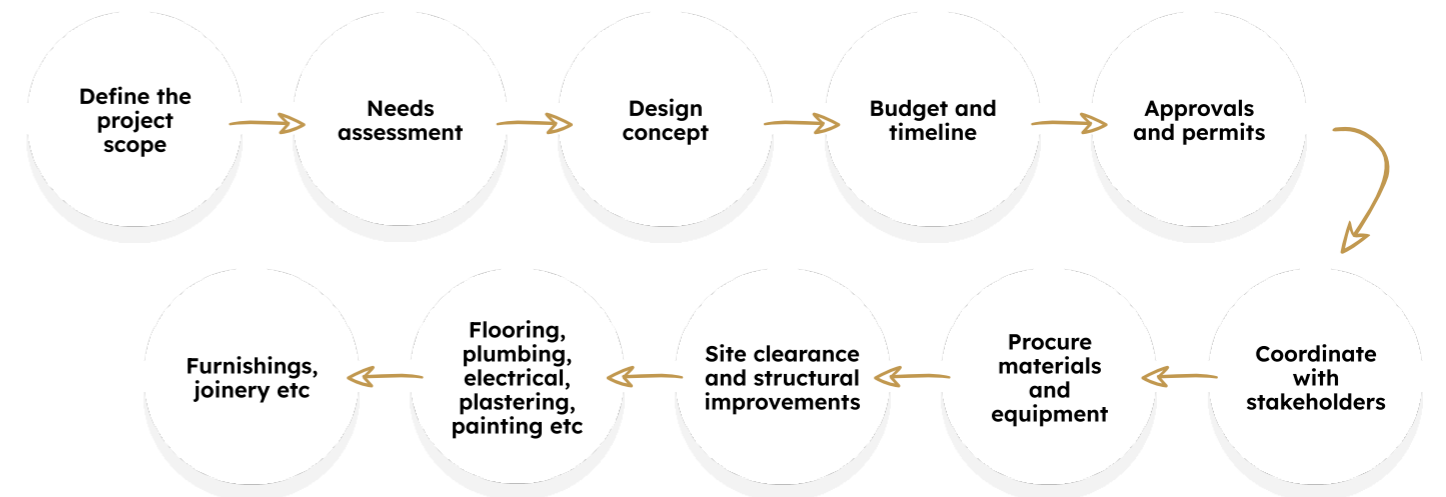 Define the
project
scope
Needs
assessment
Design
concept
Budget and
timeline
Approvals
and permits
Coordinate
with
stakeholders
Procure
materials
and
equipment
Site clearance
and structural
improvements
Flooring,
plumbing,
electrical,
plastering,
painting etc
Furnishings,
joinery etc